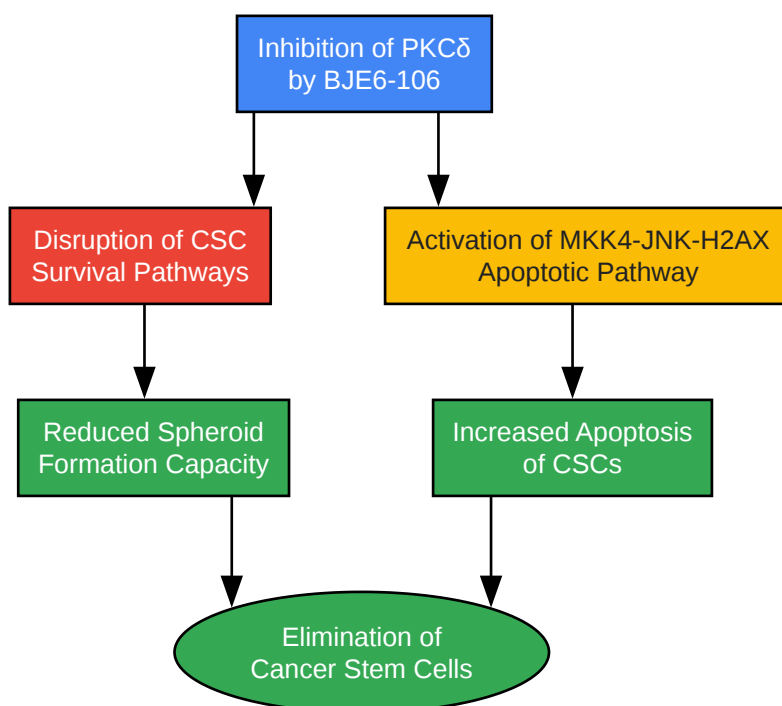 Inhibition of PKCδ
by BJE6-106
Disruption of CSC
Survival Pathways
Activation of MKK4-JNK-H2AX
Apoptotic Pathway
Reduced Spheroid
Formation Capacity
Increased Apoptosis
of CSCs
Elimination of
Cancer Stem Cells